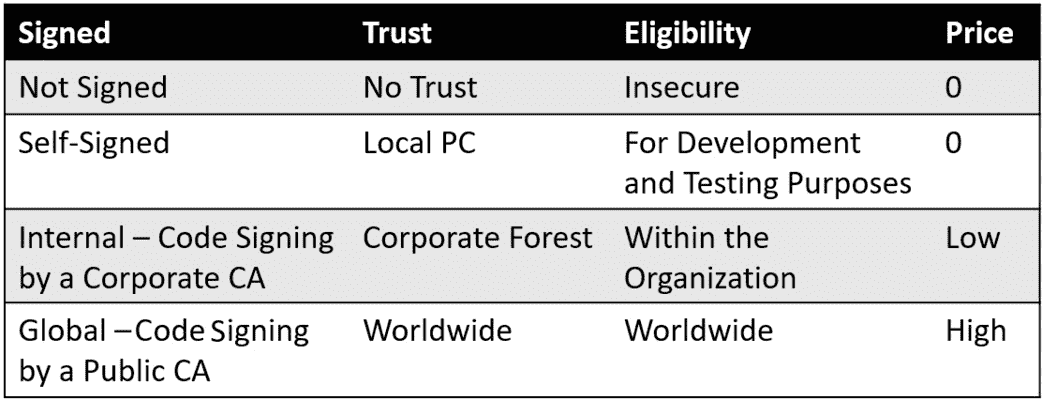 Signed Trust Eligibility Price
Not Signed No Trust Insecure 0
Self-Signed Local PC For Development 0
and Testing Purposes
Internal – Code Signing Corporate Forest Within the Low
by a Corporate CA Organization
Global –Code Signing Worldwide Worldwide High
by a Public CA